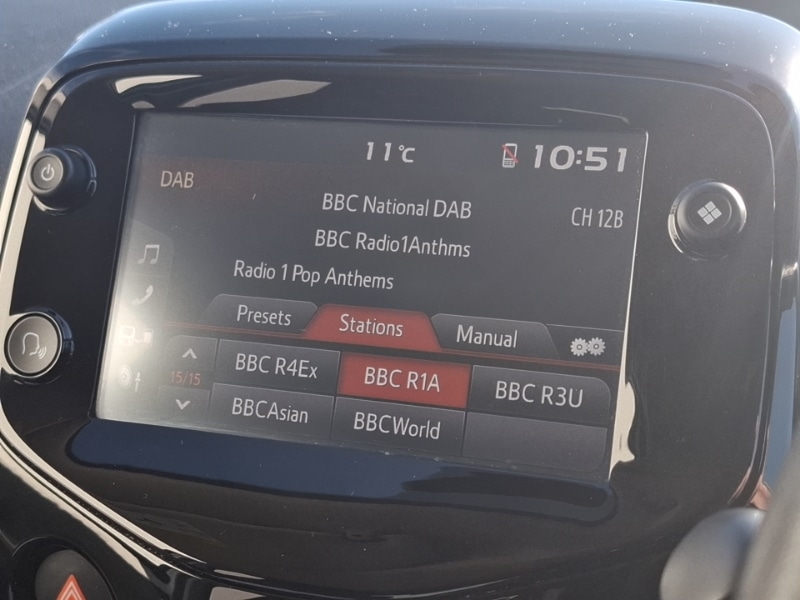 11°C 10:51
DAB
BBC National DAB
CH 12B
BBC Radio1Anthms
Radio 1 Pop Anthems
Presets Stations Manual
15/15
BBC R4Ex BBC R1A BBC R3U
BBCAsian BBCWorld